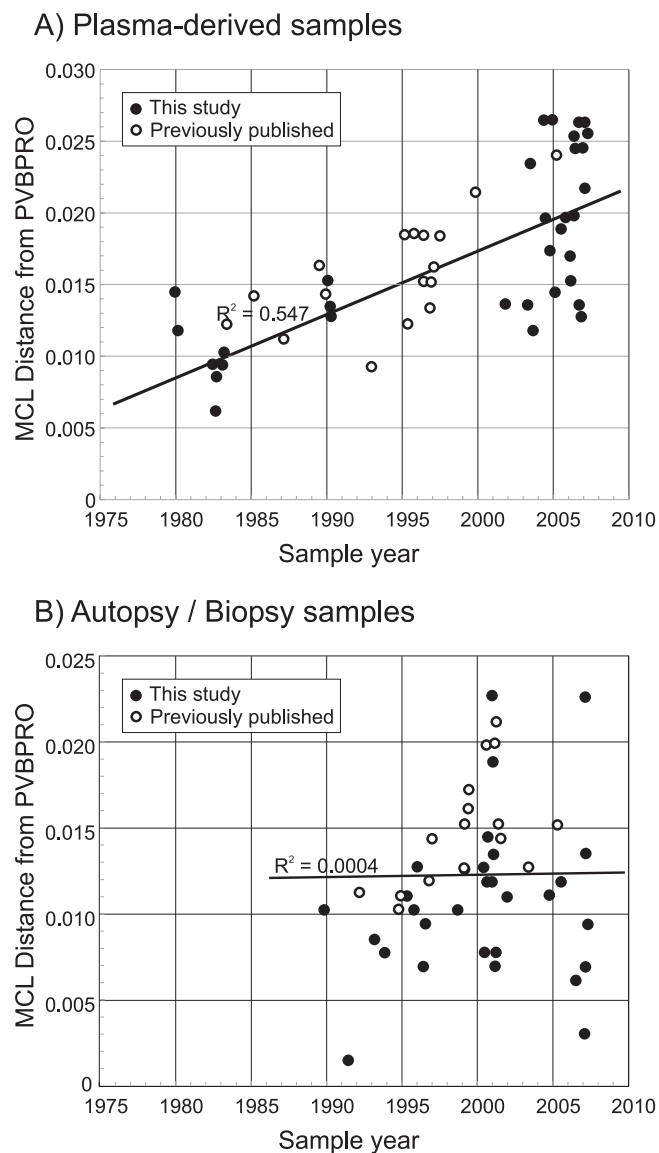 A) Plasma-derived samples
MCL Distance from PVBPRO
0.030
0.025
0.020
0.015
0.010
0.005
0
This study
Previously published
R² = 0.547
1975 1980 1985 1990 1995 2000 2005 2010
Sample year
B) Autopsy / Biopsy samples
MCL Distance from PVBPRO
0.025
0.020
0.015
0.010
0.005
0
This study
Previously published
R² = 0.0004
1975 1980 1985 1990 1995 2000 2005 2010
Sample year